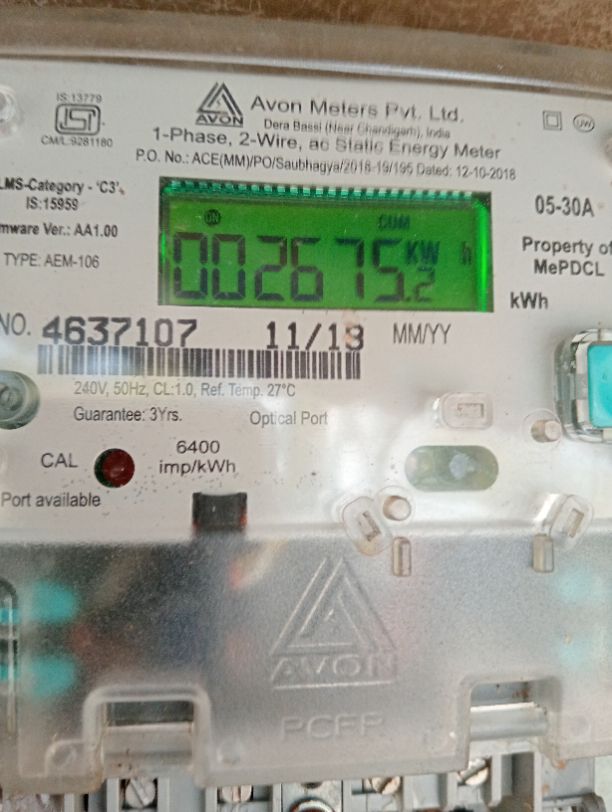 IS:13779
ISI
CM/L:9281180
AVON
Avon Meters Pvt. Ltd.
Dera Bassi (Near Chandigarh), India
1-Phase, 2-Wire, ac Static Energy Meter
P.O. No.: ACE(MM)/PO/Saubhagya/2018-19/195 Dated: 12-10-2018
UW
LMS-Category - 'C3'
IS:15959
mware Ver.: AA1.00
TYPE: AEM-106
ON
CUM
002675.2
KW h
05-30A
Property of
MePDCL
kWh
NO. 4637107
11/18 MM/YY
240V, 50Hz, CL:1.0, Ref. Temp. 27°C
Guarantee: 3Yrs.
Optical Port
CAL
6400
imp/kWh
Port available
AVON